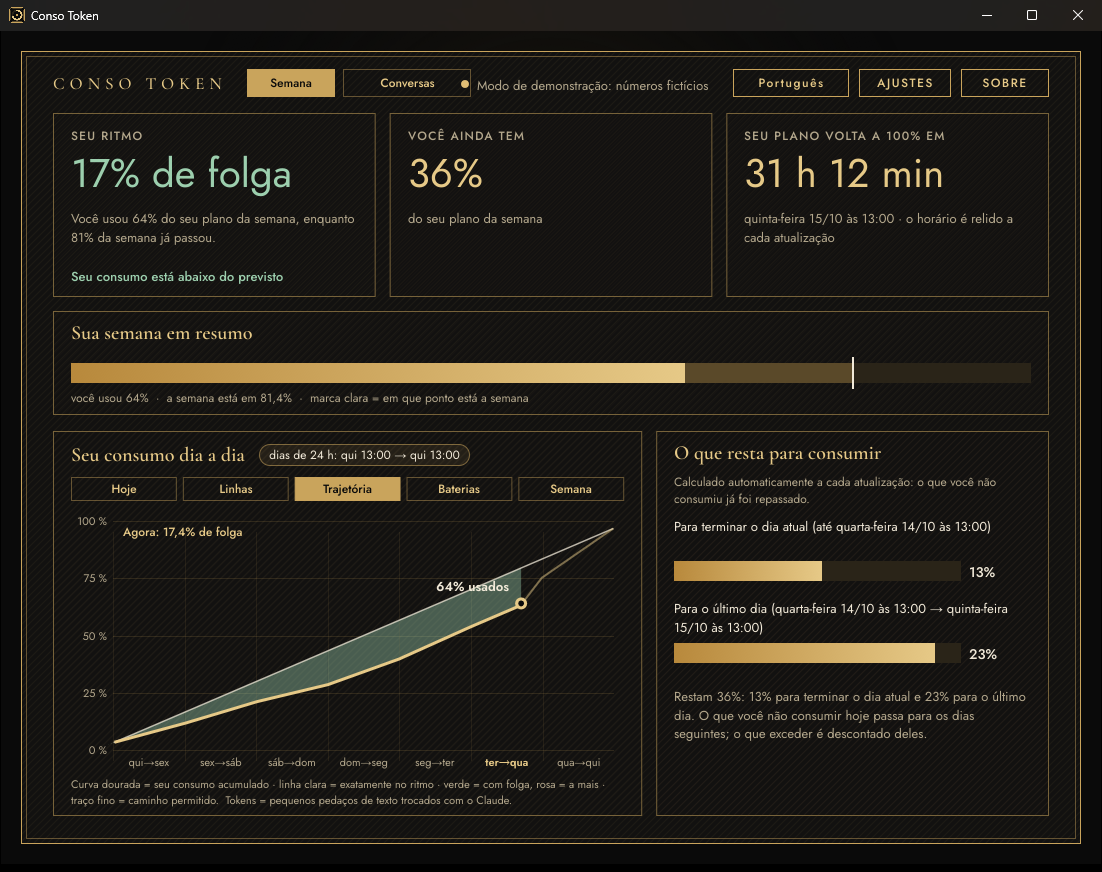 Conso Token
CONSO TOKEN
Semana
Conversas
Modo de demonstração: números fictícios
Português
AJUSTES
SOBRE
SEU RITMO
17% de folga
Você usou 64% do seu plano da semana, enquanto
81% da semana já passou.
Seu consumo está abaixo do previsto
VOCÊ AINDA TEM
36%
do seu plano da semana
SEU PLANO VOLTA A 100% EM
31 h 12 min
quinta-feira 15/10 às 13:00 · o horário é relido a
cada atualização
Sua semana em resumo
você usou 64% · a semana está em 81,4% · marca clara = em que ponto está a semana
Seu consumo dia a dia
dias de 24 h: qui 13:00 → qui 13:00
Hoje
Linhas
Trajetória
Baterias
Semana
100 %
Agora: 17,4% de folga
75 %
64% usados
50 %
25 %
0 %
qui→sex
sex→sáb
sáb→dom
dom→seg
seg→ter
ter→qua
qua→qui
Curva dourada = seu consumo acumulado · linha clara = exatamente no ritmo · verde = com folga, rosa = a mais ·
traço fino = caminho permitido. Tokens = pequenos pedaços de texto trocados com o Claude.
O que resta para consumir
Calculado automaticamente a cada atualização: o que você não
consumiu já foi repassado.
Para terminar o dia atual (até quarta-feira 14/10 às 13:00)
13%
Para o último dia (quarta-feira 14/10 às 13:00 → quinta-feira
15/10 às 13:00)
23%
Restam 36%: 13% para terminar o dia atual e 23% para o último
dia. O que você não consumir hoje passa para os dias
seguintes; o que exceder é descontado deles.